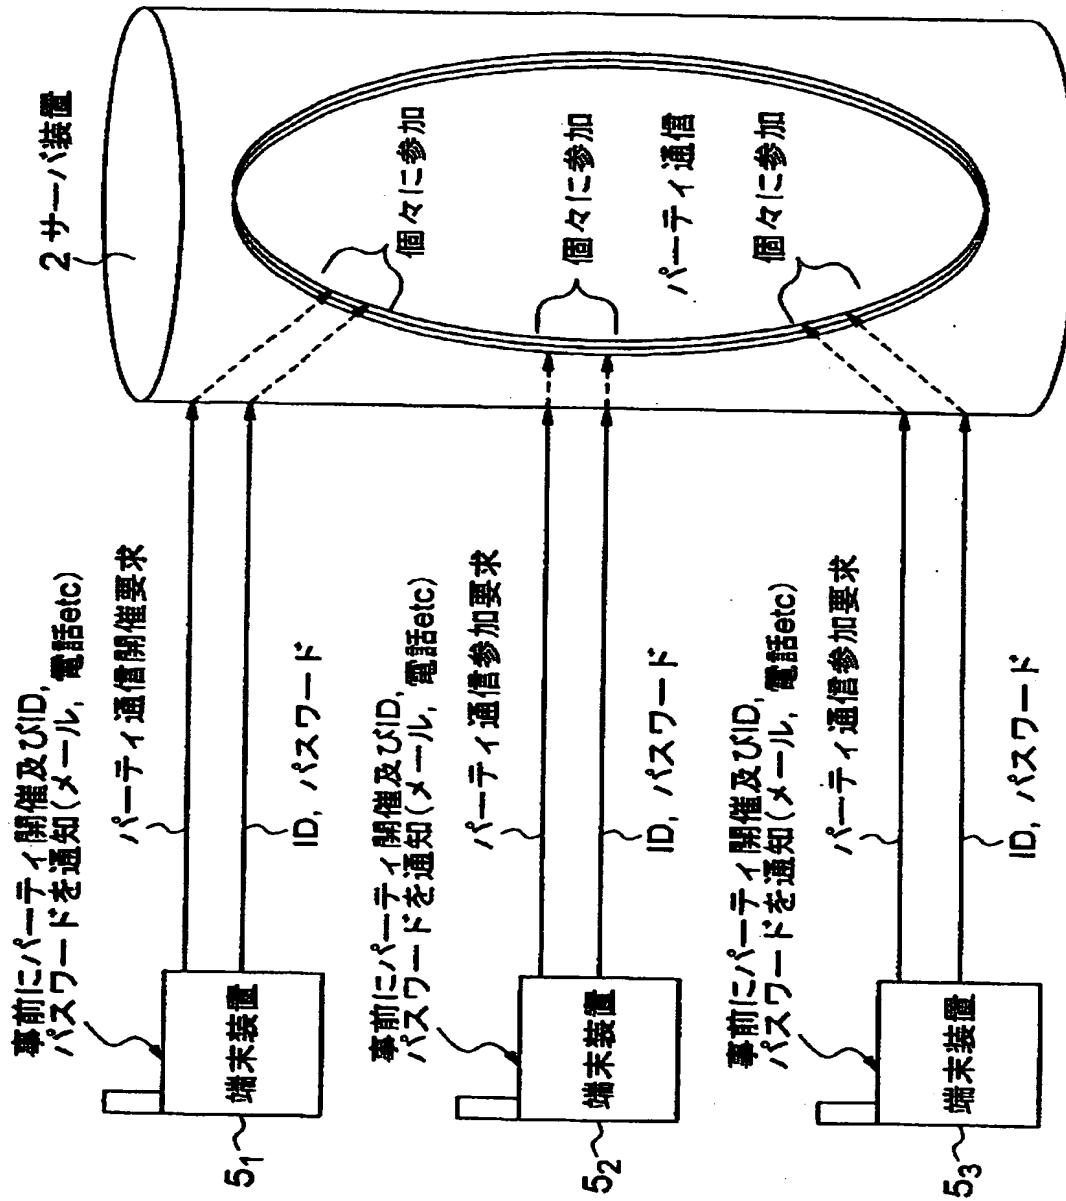 2 サーバ装置
事前にパーティ開催及びID,
パスワードを通知(メール, 電話etc)
パーティ通信開催要求
ID, パスワード
個々に参加
端末装置
5₁
事前にパーティ開催及びID,
パスワードを通知(メール, 電話etc)
パーティ通信参加要求
ID, パスワード
個々に参加
端末装置
5₂
パーティ通信
事前にパーティ開催及びID,
パスワードを通知(メール, 電話etc)
パーティ通信参加要求
ID, パスワード
個々に参加
端末装置
5₃